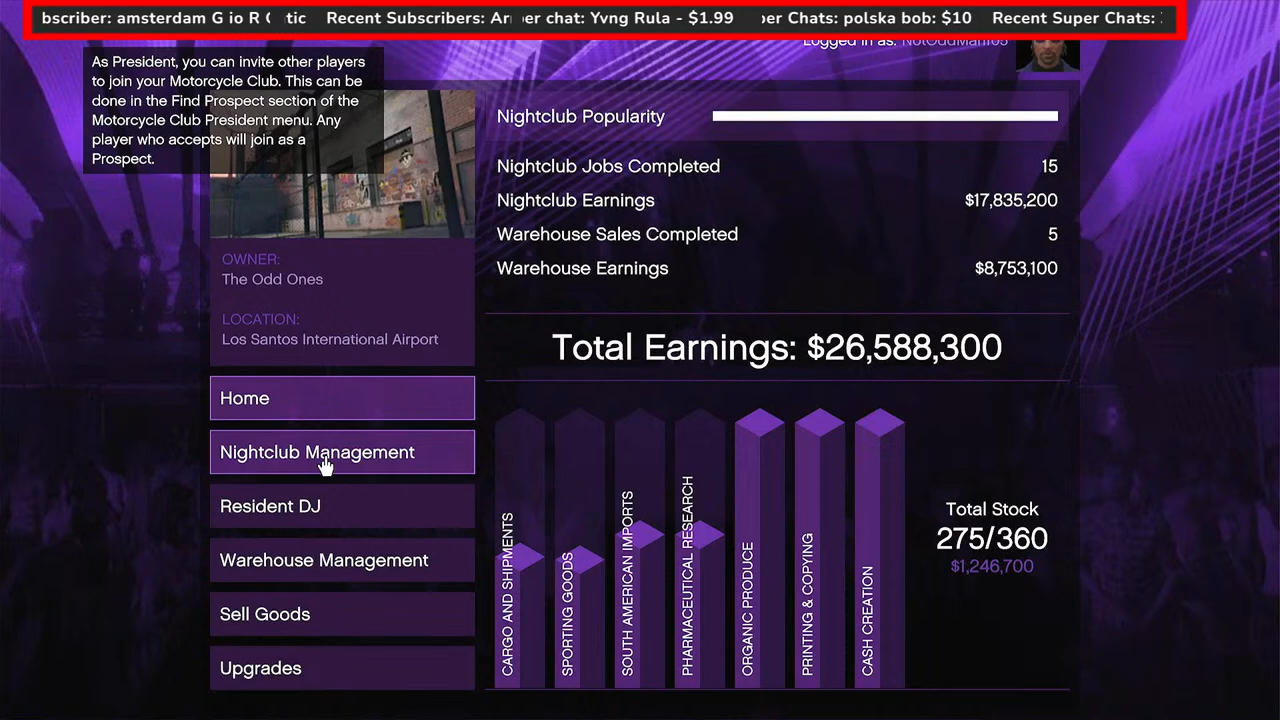 bscriber: amsterdam G io R C tic Recent Subscribers: Ar er chat: Yvng Rula - $1.99 er Chats: polska bob: $10 Recent Super Chats:
Logged in as: NotOddMan103
As President, you can invite other players
to join your Motorcycle Club. This can be
done in the Find Prospect section of the
Motorcycle Club President menu. Any
player who accepts will join as a
Prospect.
OWNER:
The Odd Ones
LOCATION:
Los Santos International Airport
Home
Nightclub Management
Resident DJ
Warehouse Management
Sell Goods
Upgrades
Nightclub Popularity
Nightclub Jobs Completed 15
Nightclub Earnings $17,835,200
Warehouse Sales Completed 5
Warehouse Earnings $8,753,100
Total Earnings: $26,588,300
CARGO AND SHIPMENTS
SPORTING GOODS
SOUTH AMERICAN IMPORTS
PHARMACEUTICAL RESEARCH
ORGANIC PRODUCE
PRINTING & COPYING
CASH CREATION
Total Stock
275/360
$1,246,700